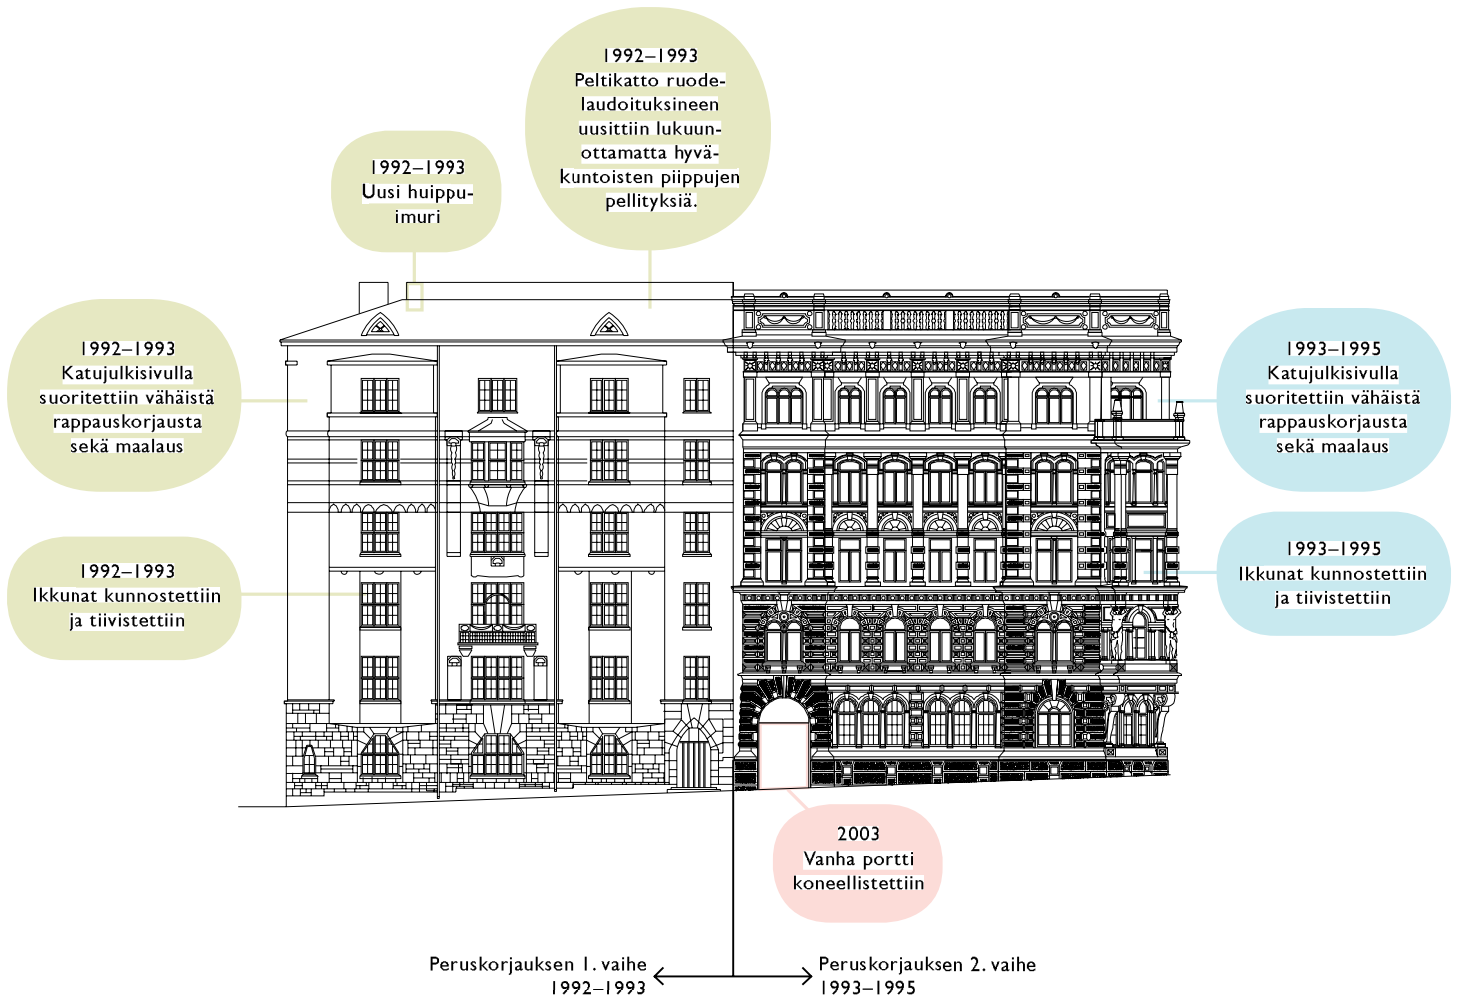 1992–1993
Peltikatto ruode-
laudoituksineen
uusittiin lukuun-
ottamatta hyvä-
kuntoisten piippujen
pellityksiä.
1992–1993
Uusi huippu-
imuri
1992–1993
Katujulkisivulla
suoritettiin vähäistä
rappauskorjausta
sekä maalaus
1993–1995
Katujulkisivulla
suoritettiin vähäistä
rappauskorjausta
sekä maalaus
1992–1993
Ikkunat kunnostettiin
ja tiivistettiin
1993–1995
Ikkunat kunnostettiin
ja tiivistettiin
2003
Vanha portti
koneellistettiin
Peruskorjauksen 1. vaihe
1992–1993
Peruskorjauksen 2. vaihe
1993–1995